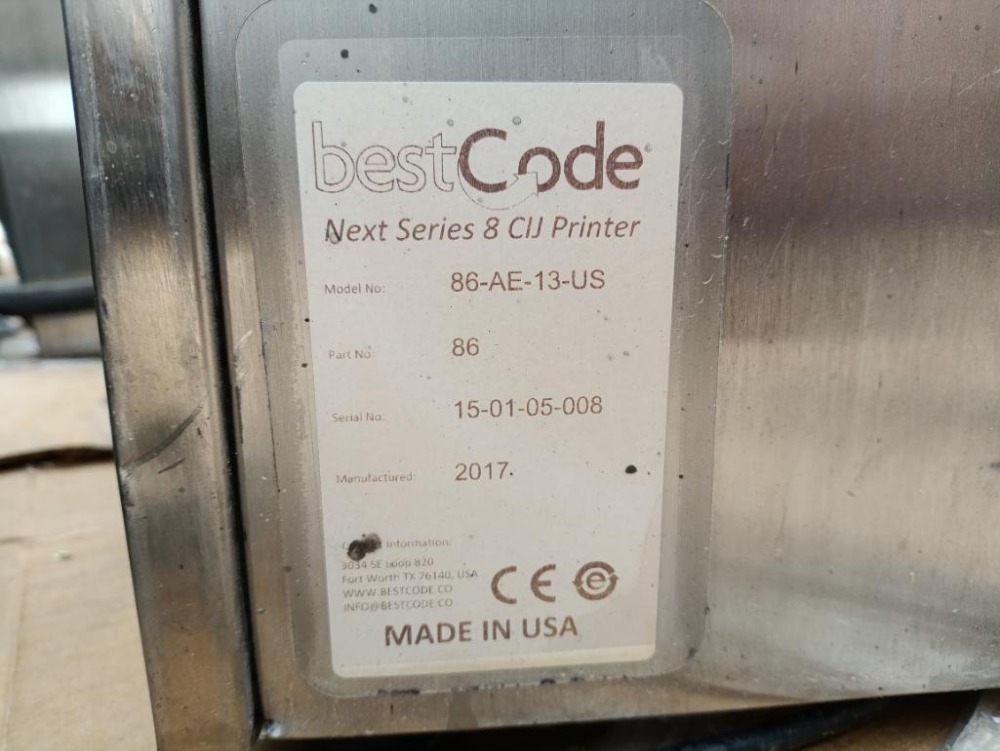 bestCode
Next Series 8 CIJ Printer
Model No: 86-AE-13-US
Part No: 86
Serial No: 15-01-05-008
Manufactured: 2017
Information:
3034 SE Loop 820
Fort Worth TX 76140, USA
WWW.BESTCODE.CO
INFO@BESTCODE.CO
CE e
MADE IN USA